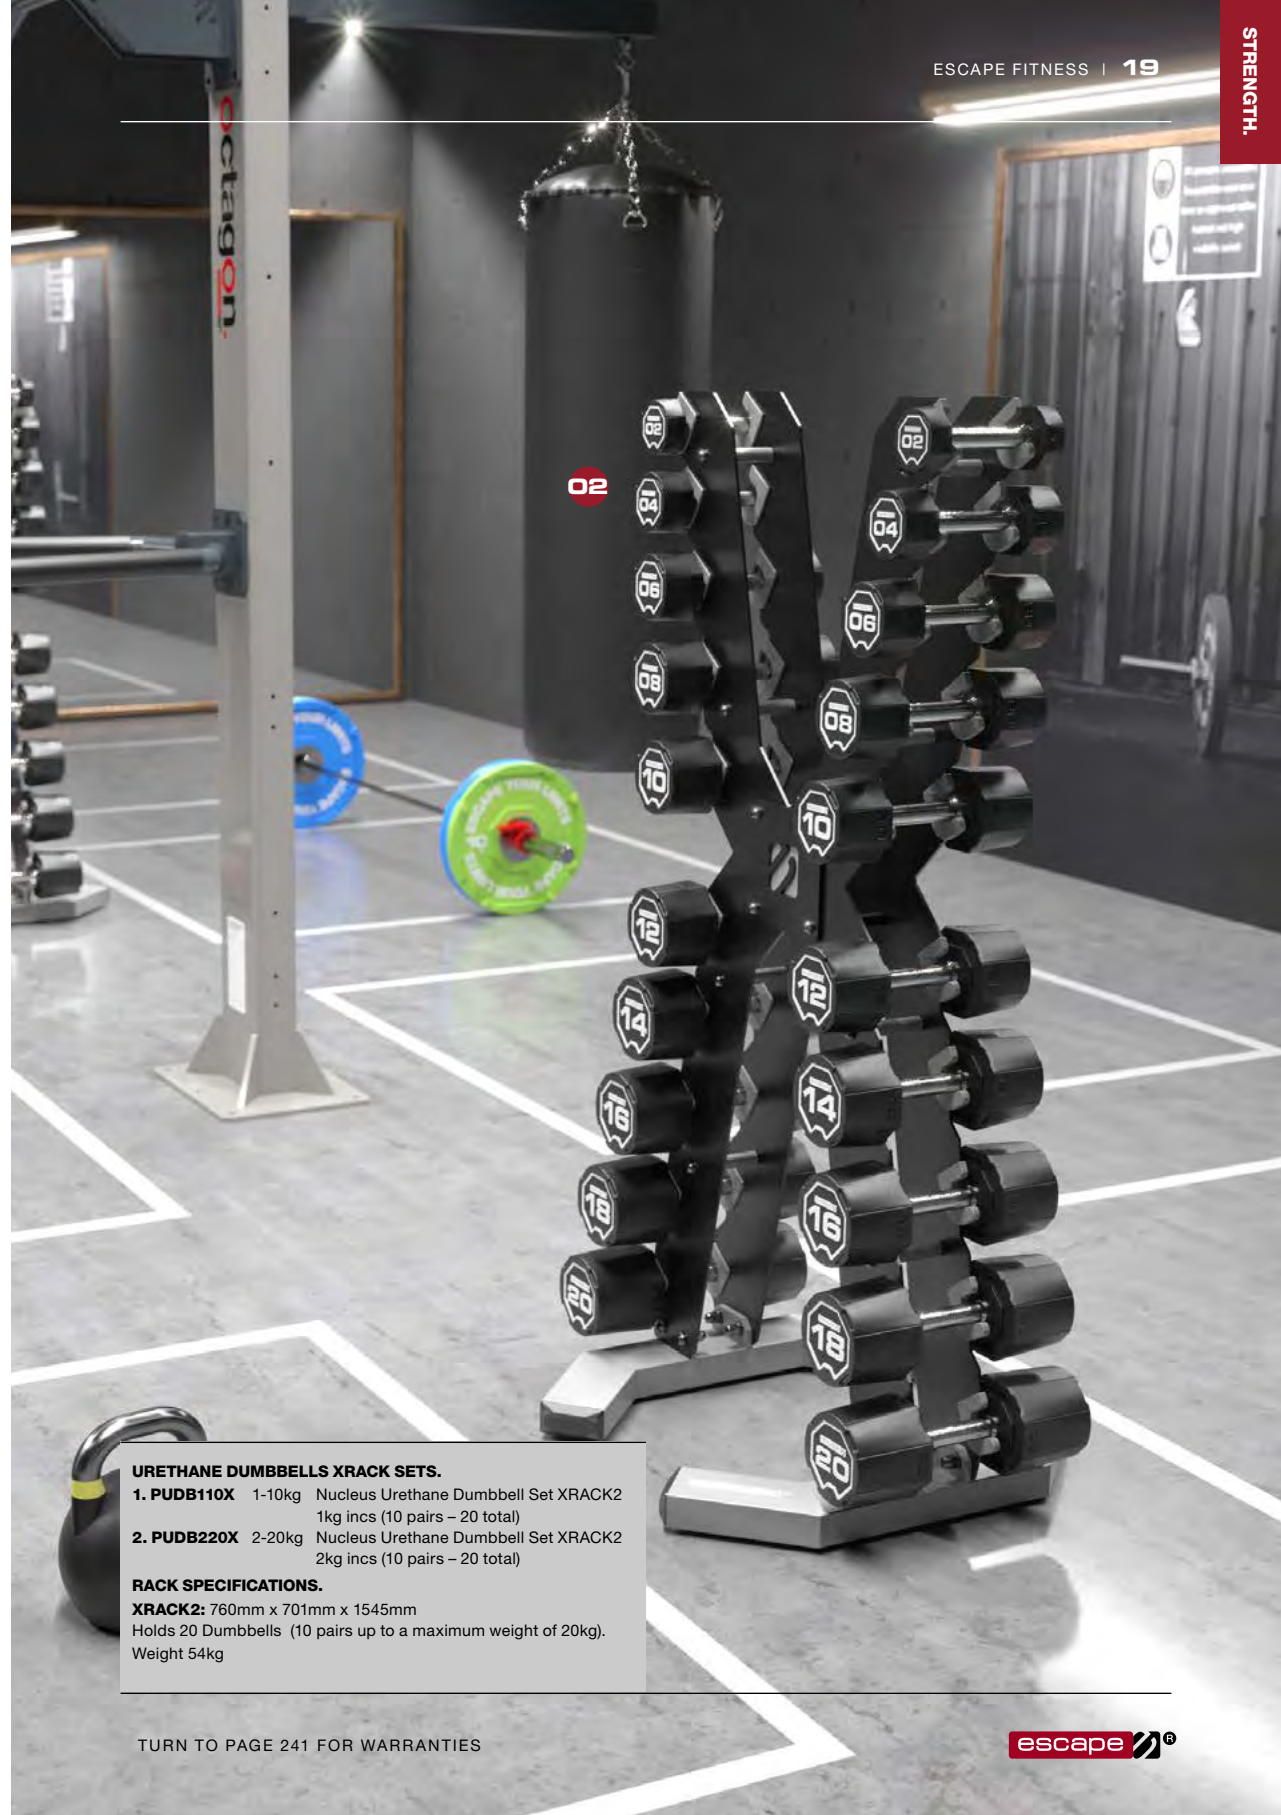 ESCAPE FITNESS | 19
STRENGTH.
octagon.
02
02
04
06
08
10
12
14
16
18
20
02
04
06
08
10
12
14
16
18
20
ESCAPE YOUR LIMITS
URETHANE DUMBBELLS XRACK SETS.
1. PUDB110X 1-10kg Nucleus Urethane Dumbbell Set XRACK2
1kg incs (10 pairs – 20 total)
2. PUDB220X 2-20kg Nucleus Urethane Dumbbell Set XRACK2
2kg incs (10 pairs – 20 total)
RACK SPECIFICATIONS.
XRACK2: 760mm x 701mm x 1545mm
Holds 20 Dumbbells (10 pairs up to a maximum weight of 20kg).
Weight 54kg
TURN TO PAGE 241 FOR WARRANTIES
escape ®